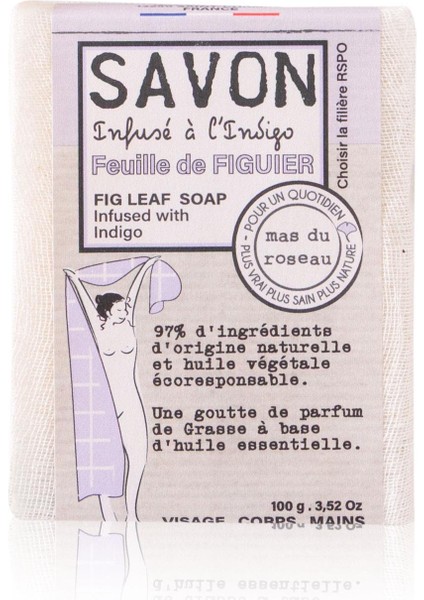 FRANCE
SAVON
Infusé à l'Indigo
Feuille de FIGUIER
FIG LEAF SOAP
Infused with
Indigo
Choisir la filière RSPO
- POUR UN QUOTIDIEN -
PLUS VRAI PLUS SAIN PLUS NATURE
mas du
roseau
97% d'ingrédients
d'origine naturelle
et huile végétale
écoresponsable.
Une goutte de parfum
de Grasse à base
d'huile essentielle.
100 g . 3,52 Oz
VISAGE CORPS MAINS